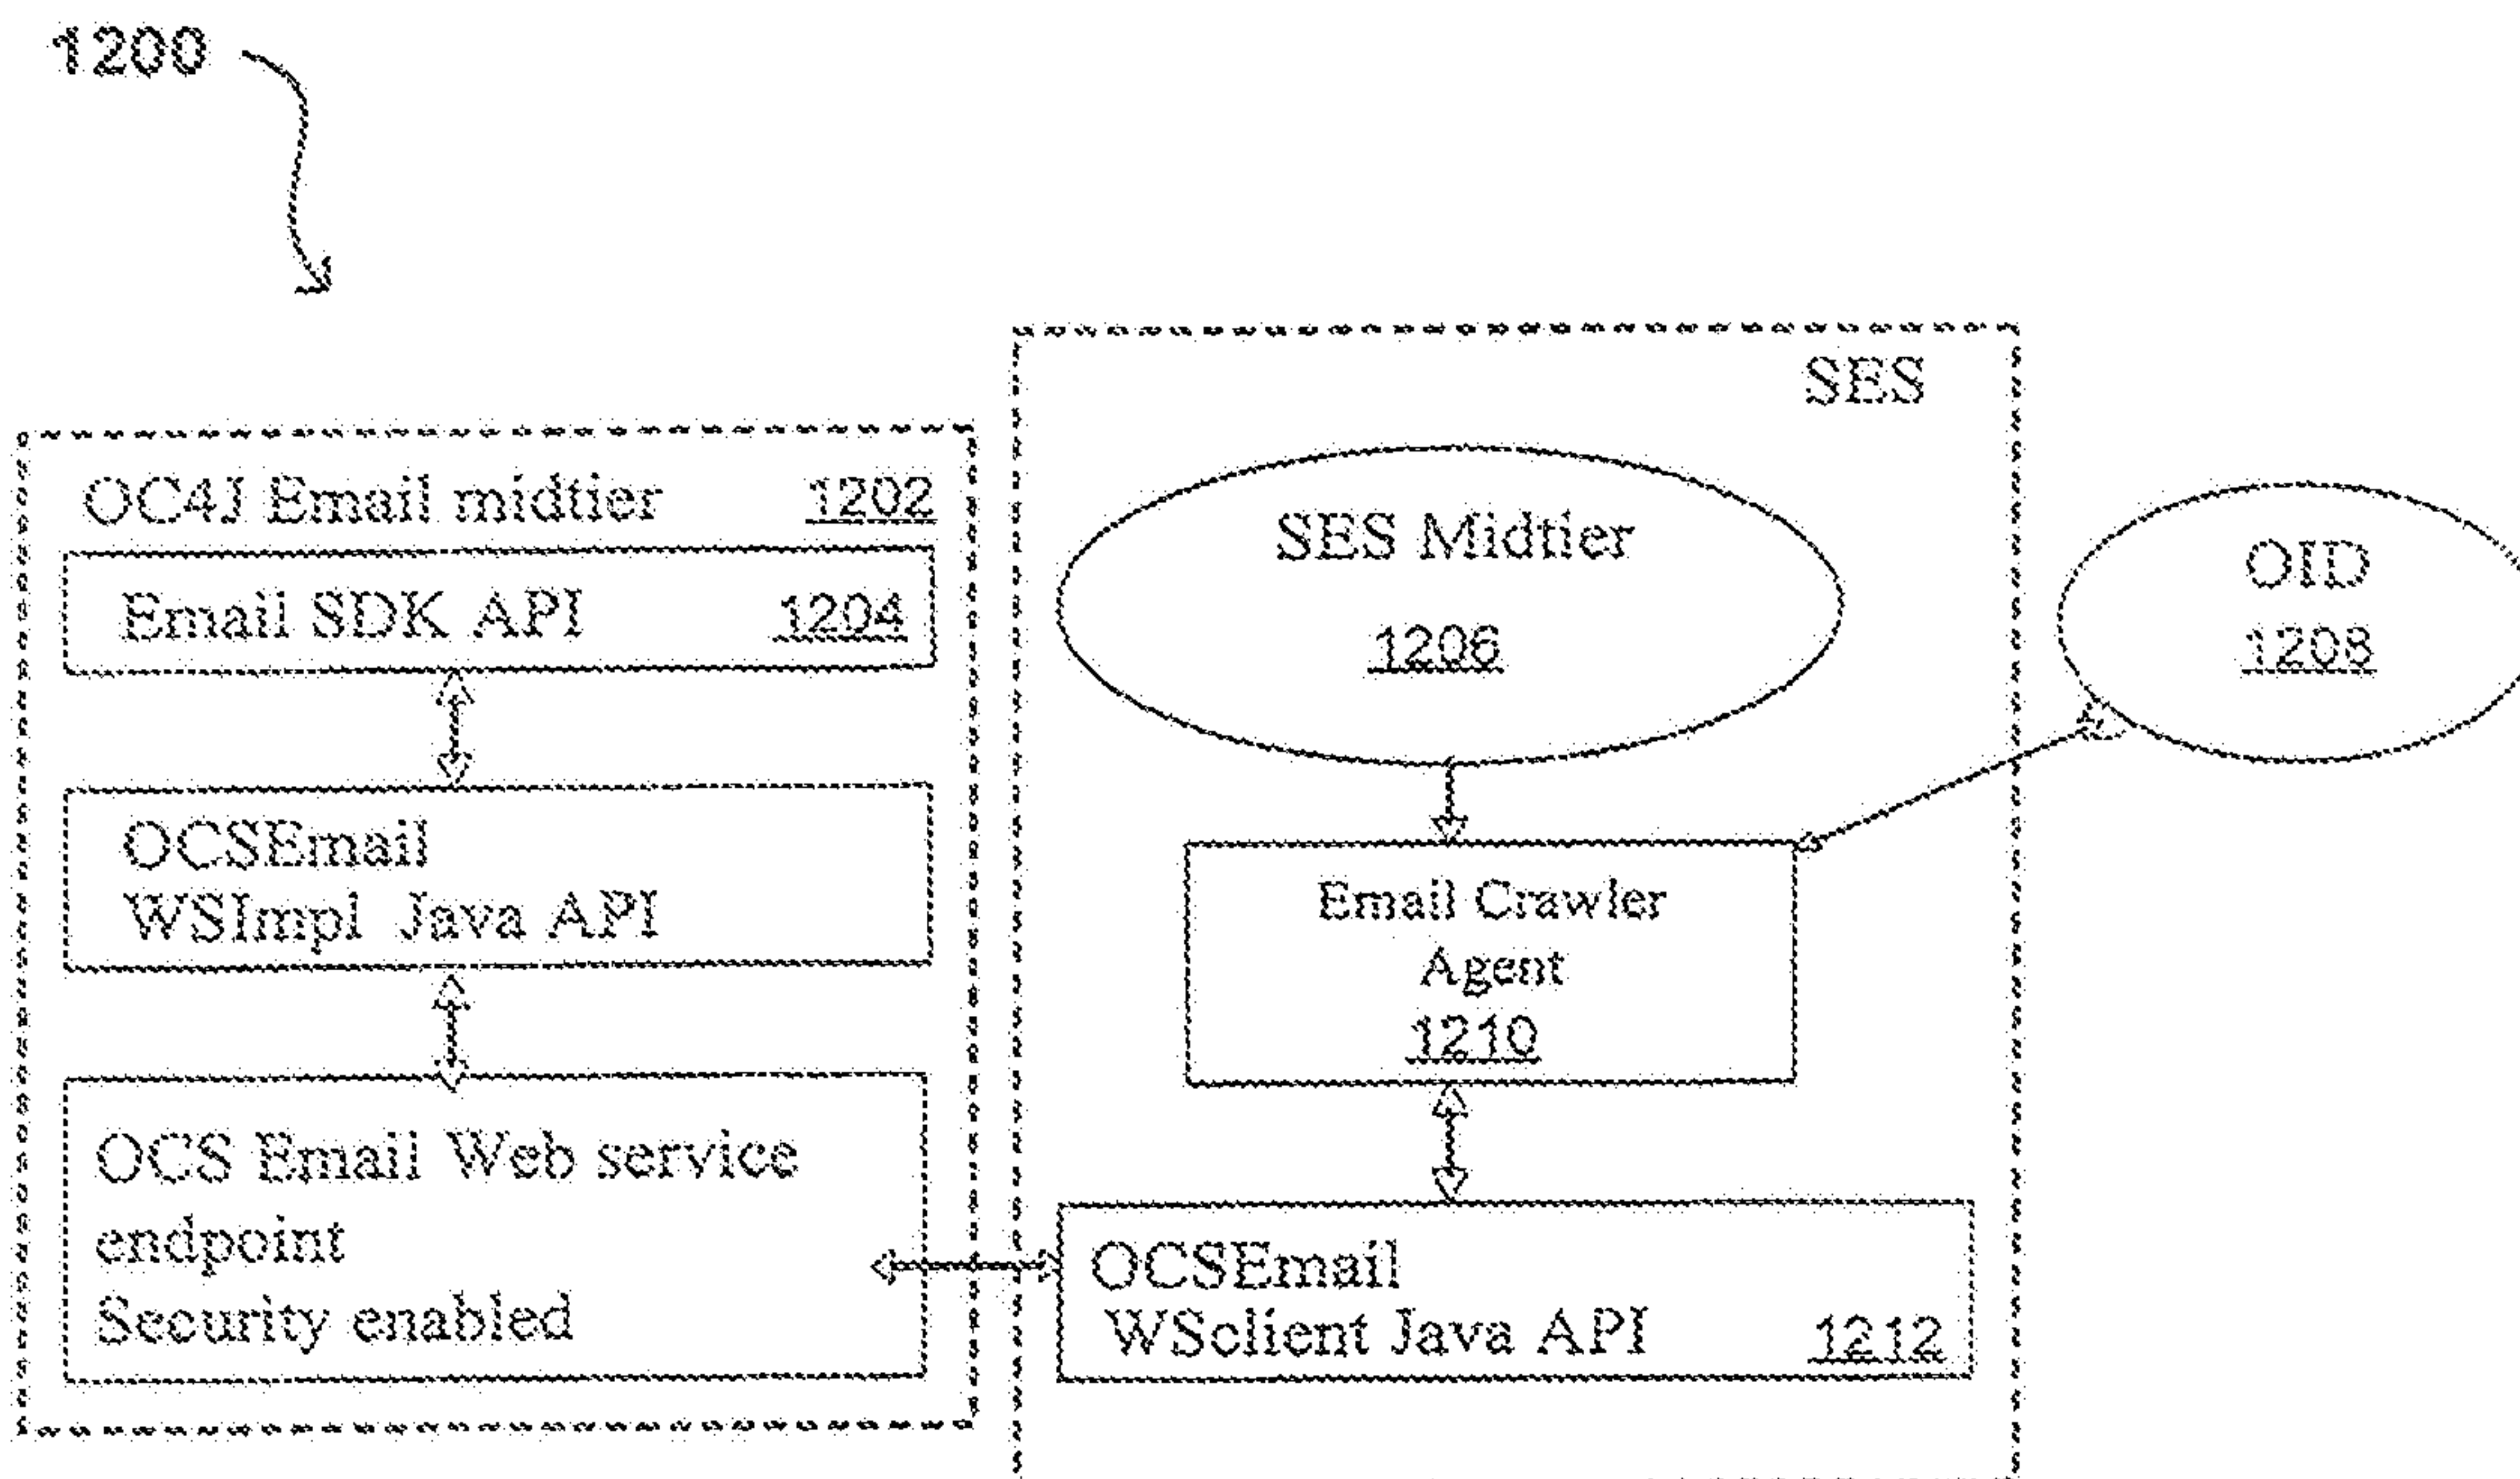 1200
OC4J Email midtier 1202
Email SDK API 1204
OCSEmail
WSImpl Java API
OCS Email Web service
endpoint
Security enabled
SES
SES Midtier
1206
Email Crawler
Agent
1210
OCSEmail
WSclient Java API 1212
OID
1208